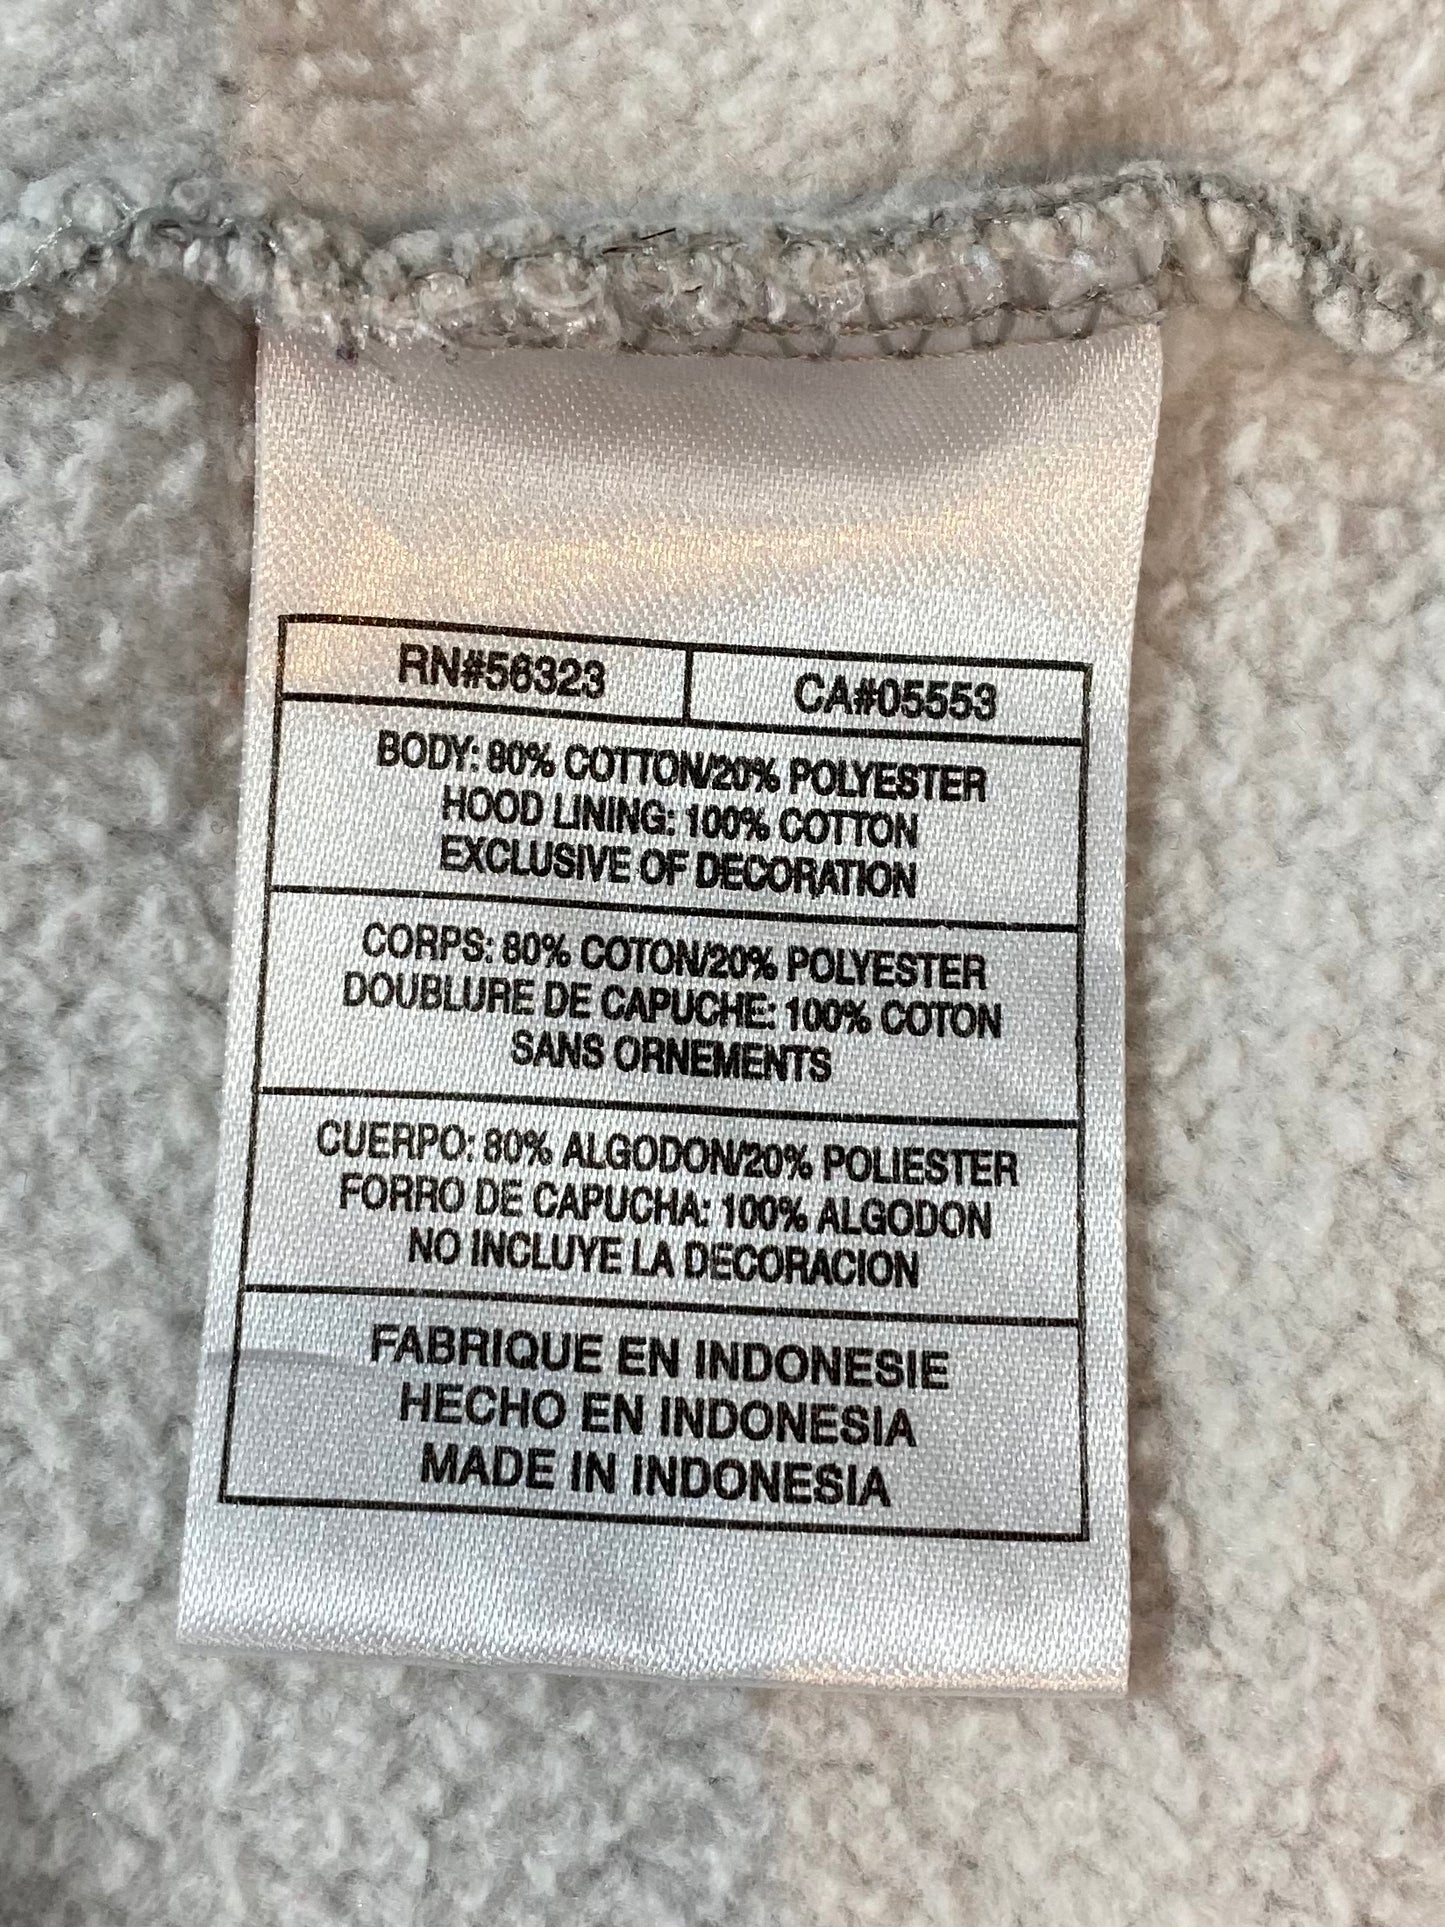 RN#56323
CA#05553
BODY: 80% COTTON/20% POLYESTER
HOOD LINING: 100% COTTON
EXCLUSIVE OF DECORATION
CORPS: 80% COTON/20% POLYESTER
DOUBLURE DE CAPUCHE: 100% COTON
SANS ORNEMENTS
CUERPO: 80% ALGODON/20% POLIESTER
FORRO DE CAPUCHA: 100% ALGODON
NO INCLUYE LA DECORACION
FABRIQUE EN INDONESIE
HECHO EN INDONESIA
MADE IN INDONESIA